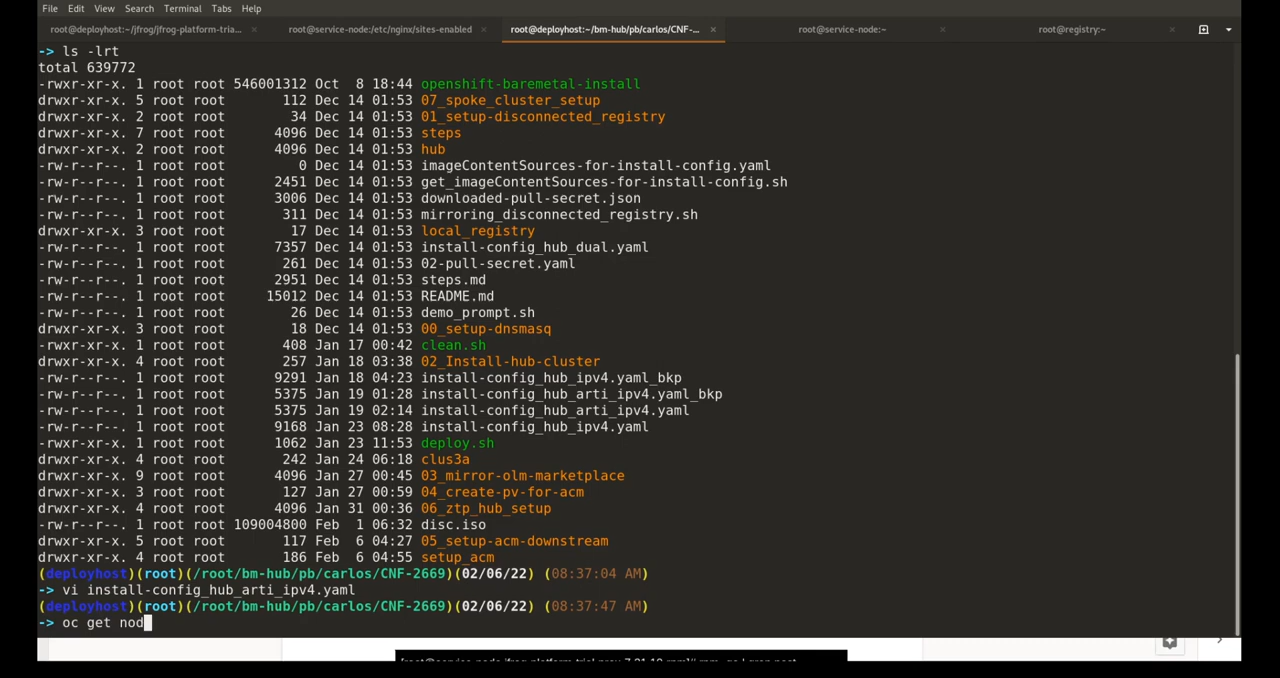 File Edit View Search Terminal Tabs Help
root@deployhost:~/jfrog/jfrog-platform-tria... × root@service-node:/etc/nginx/sites-enabled × root@deployhost:~/bm-hub/pb/carlos/CNF-... × root@service-node:~ × root@registry:~ ×
-> ls -lrt
total 639772
-rwxr-xr-x. 1 root root 546001312 Oct  8 18:44 openshift-baremetal-install
drwxr-xr-x. 5 root root       112 Dec 14 01:53 07_spoke_cluster_setup
drwxr-xr-x. 2 root root        34 Dec 14 01:53 01_setup-disconnected_registry
drwxr-xr-x. 7 root root      4096 Dec 14 01:53 steps
drwxr-xr-x. 2 root root      4096 Dec 14 01:53 hub
-rw-r--r--. 1 root root         0 Dec 14 01:53 imageContentSources-for-install-config.yaml
-rw-r--r--. 1 root root      2451 Dec 14 01:53 get_imageContentSources-for-install-config.sh
-rw-r--r--. 1 root root      3006 Dec 14 01:53 downloaded-pull-secret.json
-rw-r--r--. 1 root root       311 Dec 14 01:53 mirroring_disconnected_registry.sh
drwxr-xr-x. 3 root root        17 Dec 14 01:53 local_registry
-rw-r--r--. 1 root root      7357 Dec 14 01:53 install-config_hub_dual.yaml
-rw-r--r--. 1 root root       261 Dec 14 01:53 02-pull-secret.yaml
-rw-r--r--. 1 root root      2951 Dec 14 01:53 steps.md
-rw-r--r--. 1 root root     15012 Dec 14 01:53 README.md
-rw-r--r--. 1 root root        26 Dec 14 01:53 demo_prompt.sh
drwxr-xr-x. 3 root root        18 Dec 14 01:53 00_setup-dnsmasq
-rwxr-xr-x. 1 root root       408 Jan 17 00:42 clean.sh
drwxr-xr-x. 4 root root       257 Jan 18 03:38 02_Install-hub-cluster
-rw-r--r--. 1 root root      9291 Jan 18 04:23 install-config_hub_ipv4.yaml_bkp
-rw-r--r--. 1 root root      5375 Jan 19 01:28 install-config_hub_arti_ipv4.yaml_bkp
-rw-r--r--. 1 root root      5375 Jan 19 02:14 install-config_hub_arti_ipv4.yaml
-rw-r--r--. 1 root root      9168 Jan 23 08:28 install-config_hub_ipv4.yaml
-rwxr-xr-x. 1 root root      1062 Jan 23 11:53 deploy.sh
drwxr-xr-x. 4 root root       242 Jan 24 06:18 clus3a
drwxr-xr-x. 9 root root      4096 Jan 27 00:45 03_mirror-olm-marketplace
drwxr-xr-x. 3 root root       127 Jan 27 00:59 04_create-pv-for-acm
drwxr-xr-x. 4 root root      4096 Jan 31 00:36 06_ztp_hub_setup
-rw-r--r--. 1 root root 109004800 Feb  1 06:32 disc.iso
drwxr-xr-x. 5 root root       117 Feb  6 04:27 05_setup-acm-downstream
drwxr-xr-x. 4 root root       186 Feb  6 04:55 setup_acm
(deployhost)(root)(/root/bm-hub/pb/carlos/CNF-2669)(02/06/22) (08:37:04 AM)
-> vi install-config_hub_arti_ipv4.yaml
(deployhost)(root)(/root/bm-hub/pb/carlos/CNF-2669)(02/06/22) (08:37:47 AM)
-> oc get nod